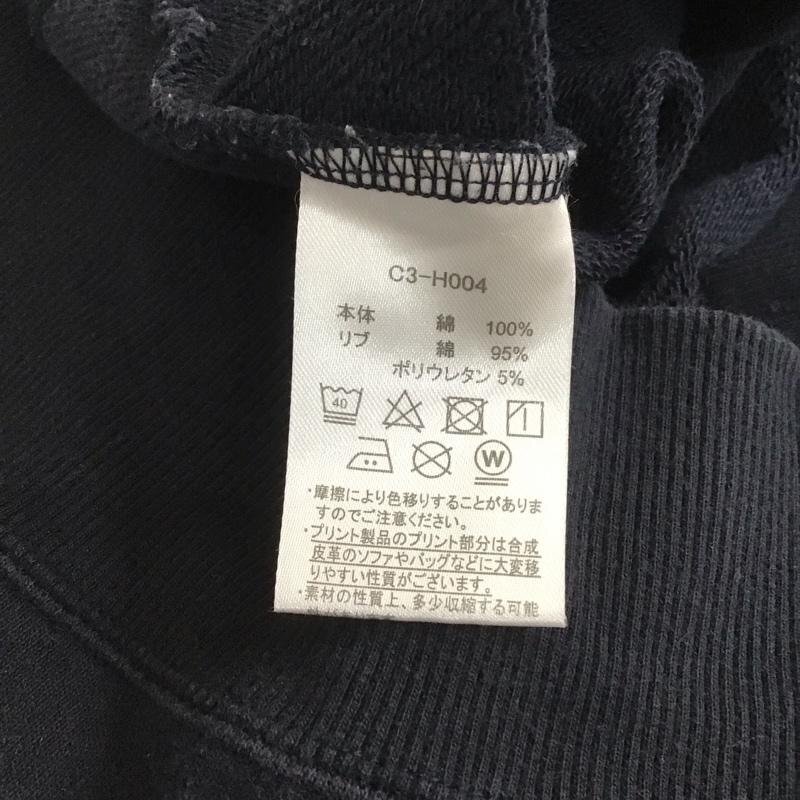 C3-H004
本体 綿 100%
リブ 綿 95%
ポリウレタン 5%
40
W
・摩擦により色移りすることがありま
すのでご注意ください。
・プリント製品のプリント部分は合成
皮革のソファやバッグなどに大変移
りやすい性質がございます。
・素材の性質上、多少収縮する可能